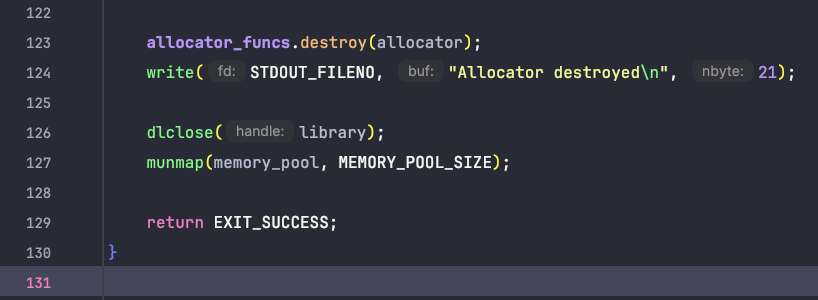 122
123 allocator_funcs.destroy(allocator);
124 write( fd: STDOUT_FILENO, buf: "Allocator destroyed\n", nbyte: 21);
125
126 dlclose( handle: library);
127 munmap(memory_pool, MEMORY_POOL_SIZE);
128
129 return EXIT_SUCCESS;
130 }
131